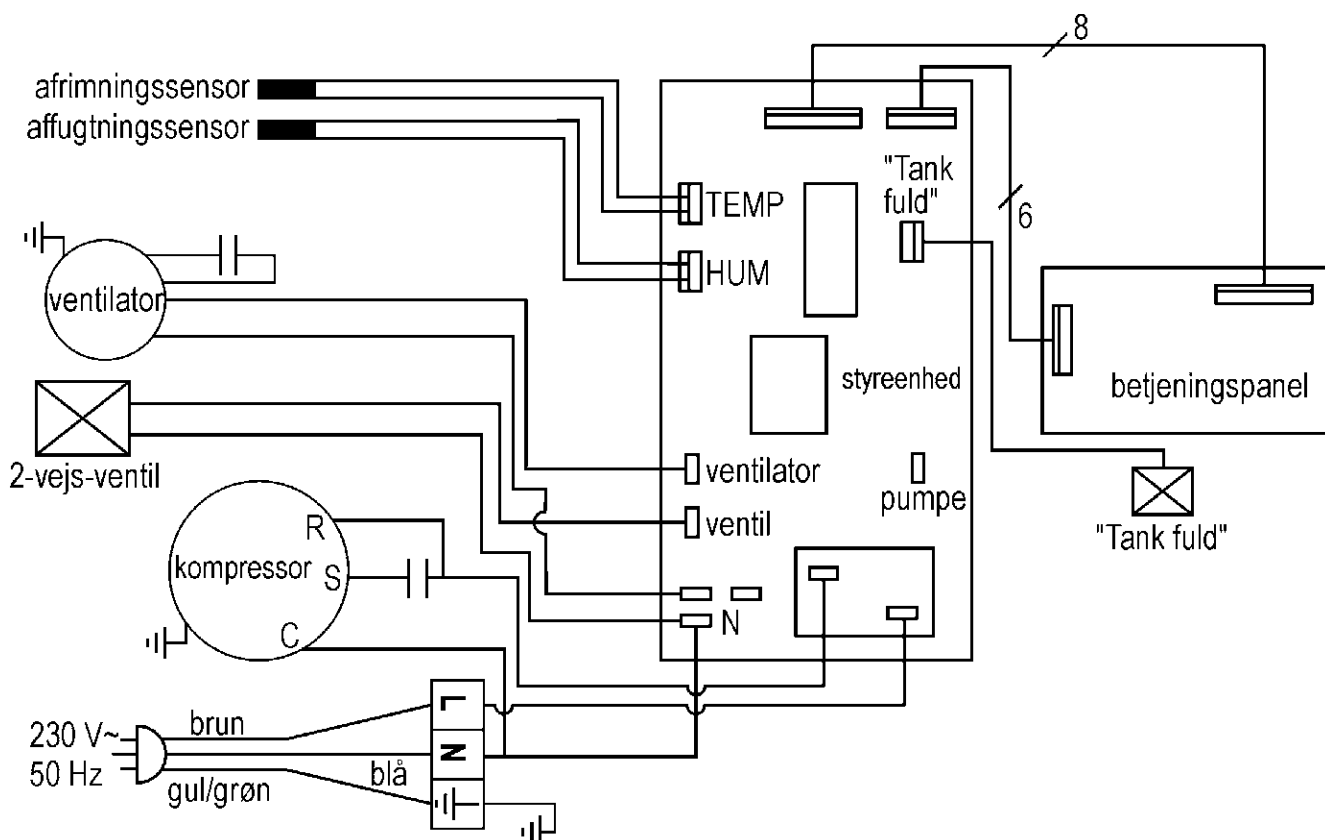 8
afrimningssensor
affugtningssensor
"Tank
fuld"
TEMP
6
HUM
ventilator
styreenhed
betjeningspanel
2-vejs-ventil
ventilator
pumpe
"Tank fuld"
ventil
R
kompressor
S
N
C
L
brun
230 V~
N
50 Hz
blå
gul/grøn